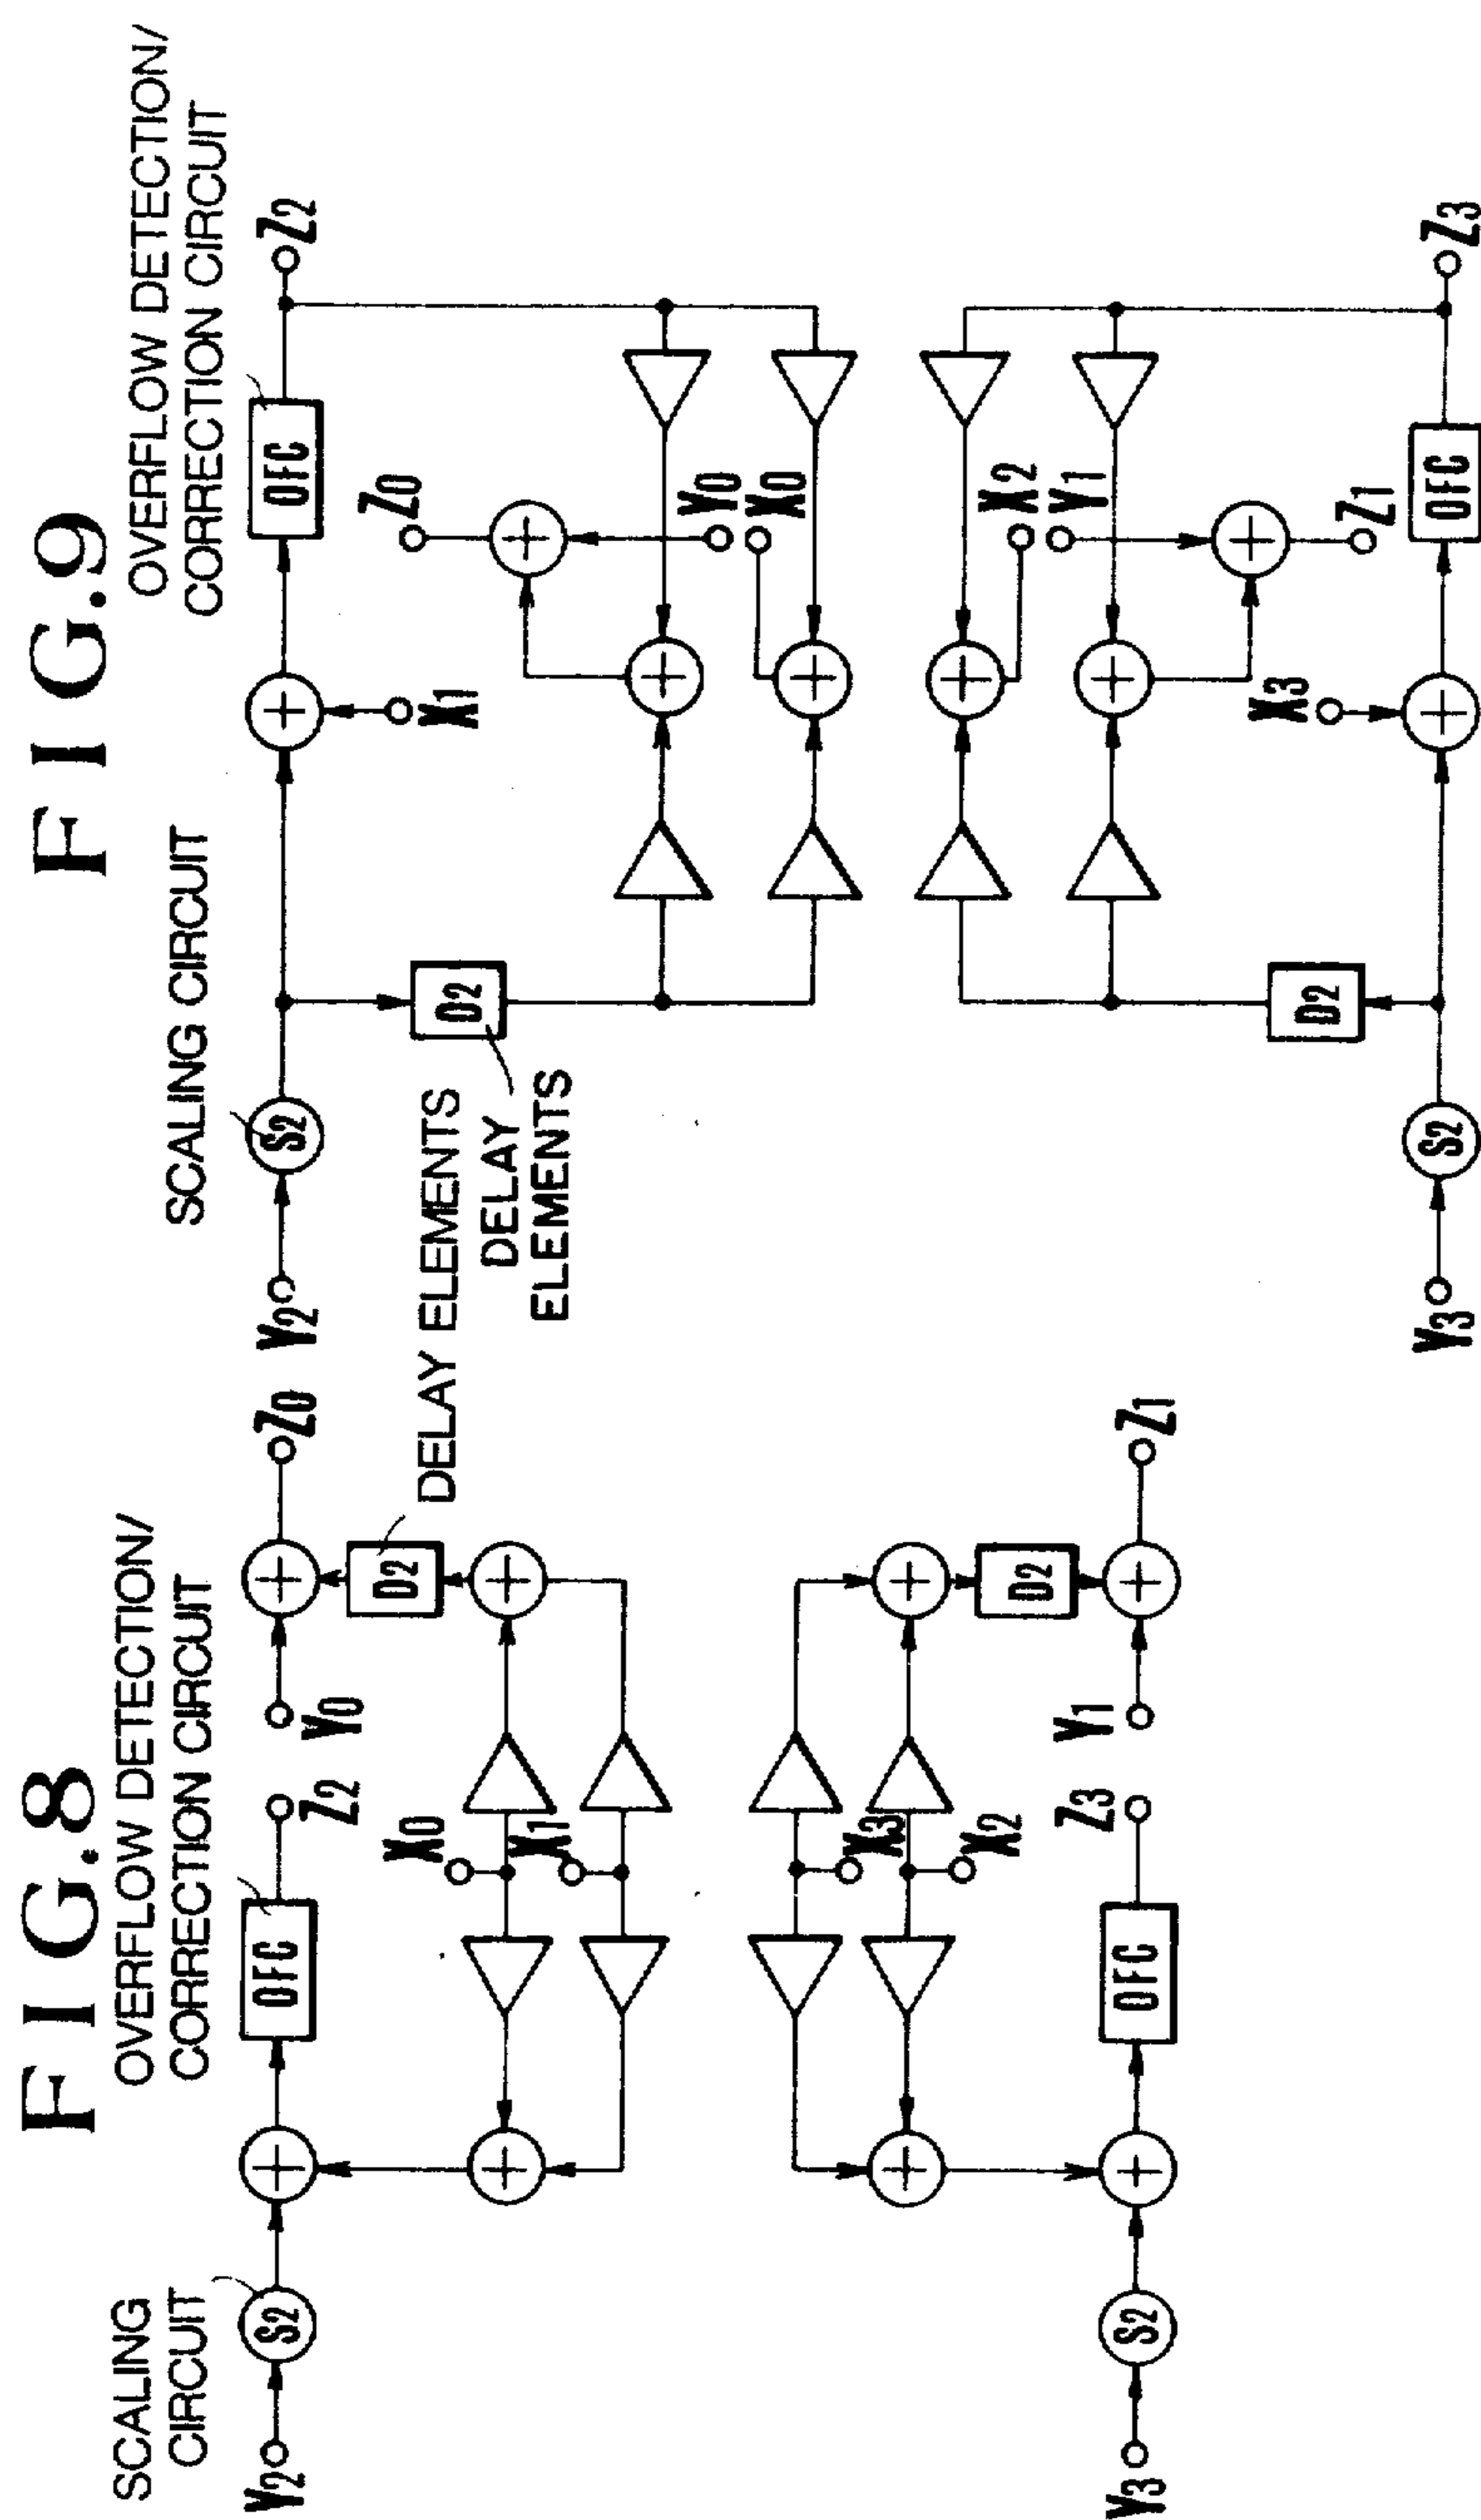 FIG.8
OVERFLOW DETECTION/
CORRECTION CIRCUIT
SCALING
CIRCUIT
Y2
S2
OFC
Z2
Y0
Z0
D2
DELAY ELEMENTS
X0
X1
X3
X2
D2
Y3
S2
OFC
Z3
Y1
Z1
FIG.9
OVERFLOW DETECTION/
CORRECTION CIRCUIT
SCALING CIRCUIT
Y2
S2
OFC
Z2
X1
Z0
D2
DELAY
ELEMENTS
Y0
X0
X2
Y1
D2
X3
Z1
Y3
S2
OFC
Z3